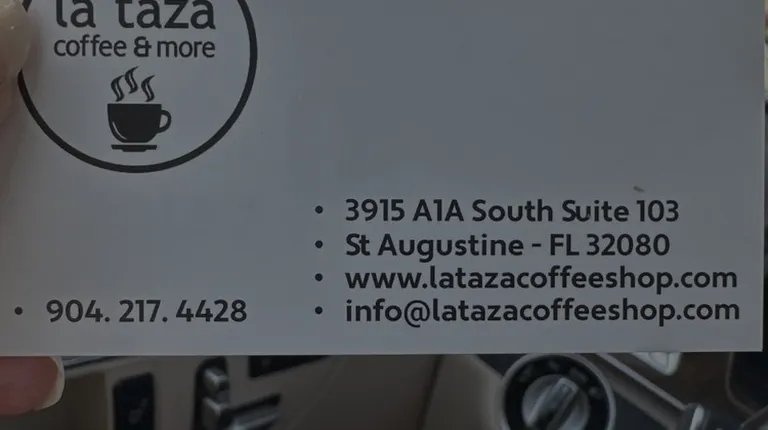 la taza
coffee & more
3915 A1A South Suite 103
St Augustine - FL 32080
www.latazacoffeeshop.com
904. 217. 4428
info@latazacoffeeshop.com